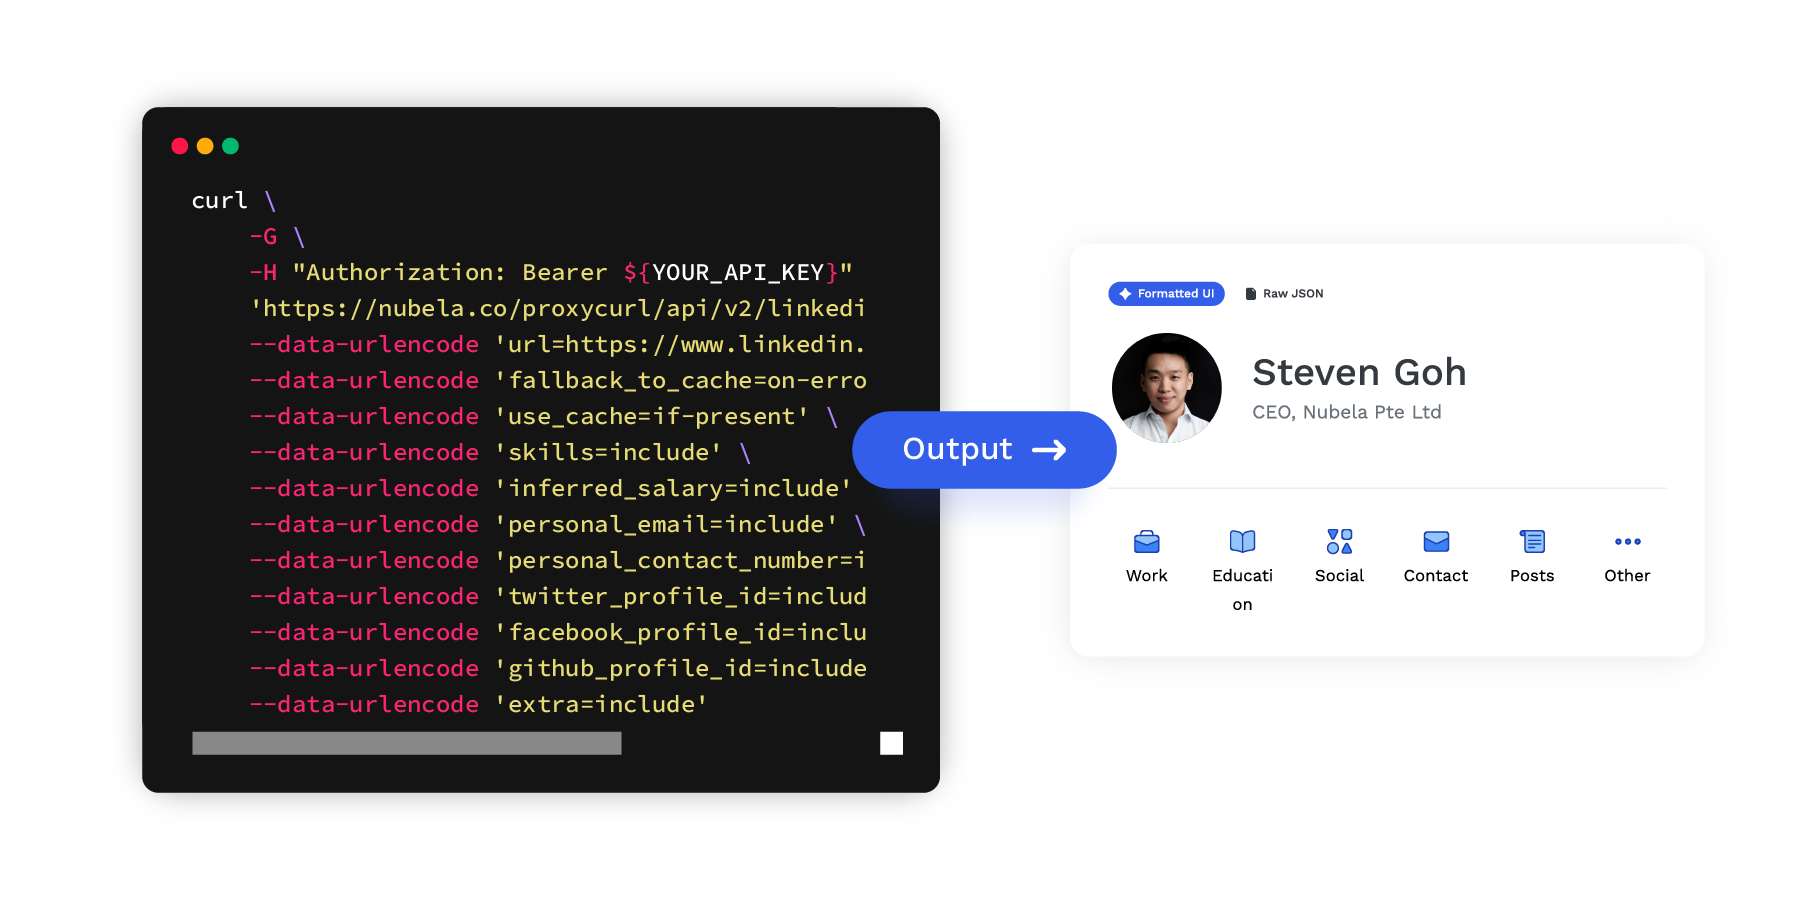 curl \
-G \
-H "Authorization: Bearer ${YOUR_API_KEY}"
'https://nubela.co/proxycurl/api/v2/linkedi
--data-urlencode 'url=https://www.linkedin.
--data-urlencode 'fallback_to_cache=on-erro
--data-urlencode 'use_cache=if-present' \
--data-urlencode 'skills=include' \
--data-urlencode 'inferred_salary=include'
--data-urlencode 'personal_email=include' \
--data-urlencode 'personal_contact_number=i
--data-urlencode 'twitter_profile_id=includ
--data-urlencode 'facebook_profile_id=inclu
--data-urlencode 'github_profile_id=include
--data-urlencode 'extra=include'
Output →
Formatted UI
Raw JSON
Steven Goh
CEO, Nubela Pte Ltd
Work
Educati
on
Social
Contact
Posts
Other